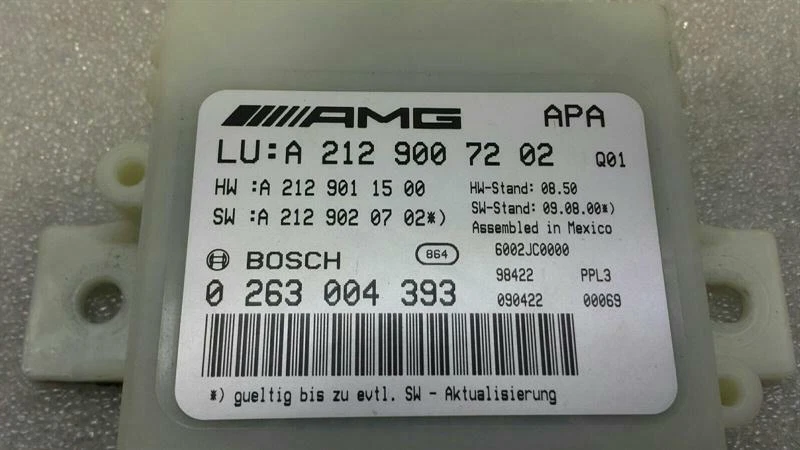 AMG APA
LU:A 212 900 72 02 Q01
HW :A 212 901 15 00 HW-Stand: 08.50
SW :A 212 902 07 02*) SW-Stand: 09.08.00*)
Assembled in Mexico
BOSCH 864 6002JC0000
98422 PPL3
0 263 004 393 090422 00069
*) gueltig bis zu evtl. SW - Aktualisierung